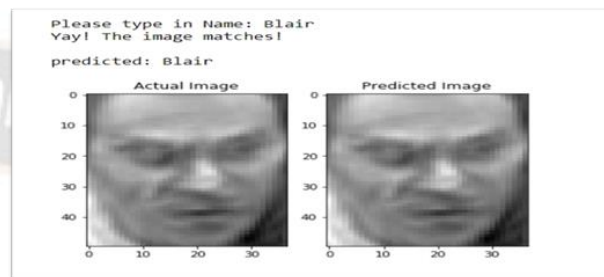 Please type in Name: Blair
Yay! The image matches!
predicted: Blair
Actual Image
Predicted Image
0
10
20
30
40
0 10 20 30
0
10
20
30
40
0 10 20 30